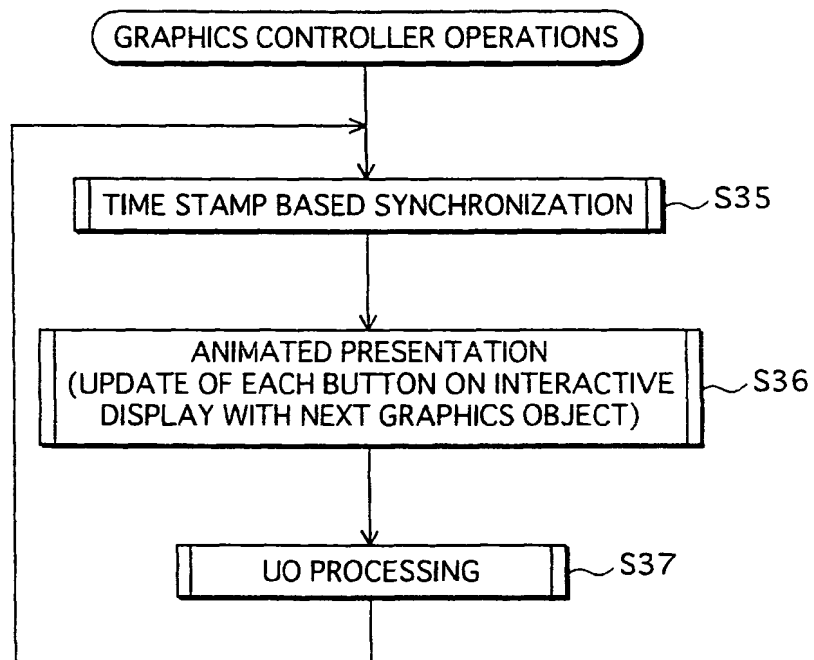 GRAPHICS CONTROLLER OPERATIONS
TIME STAMP BASED SYNCHRONIZATION
S35
ANIMATED PRESENTATION
(UPDATE OF EACH BUTTON ON INTERACTIVE
DISPLAY WITH NEXT GRAPHICS OBJECT)
S36
UO PROCESSING
S37